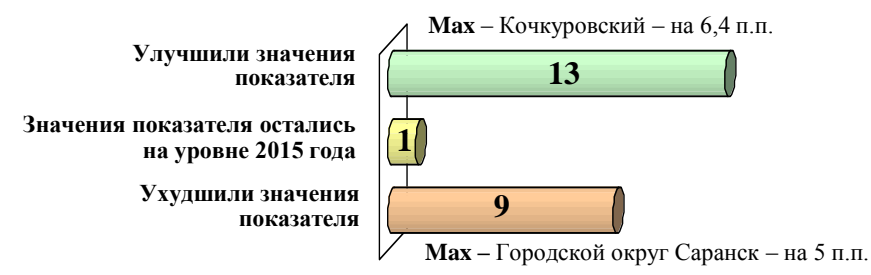 Max – Кочкуровский – на 6,4 п.п.
Улучшили значения
показателя
13
Значения показателя остались
на уровне 2015 года
1
Ухудшили значения
показателя
9
Max – Городской округ Саранск – на 5 п.п.